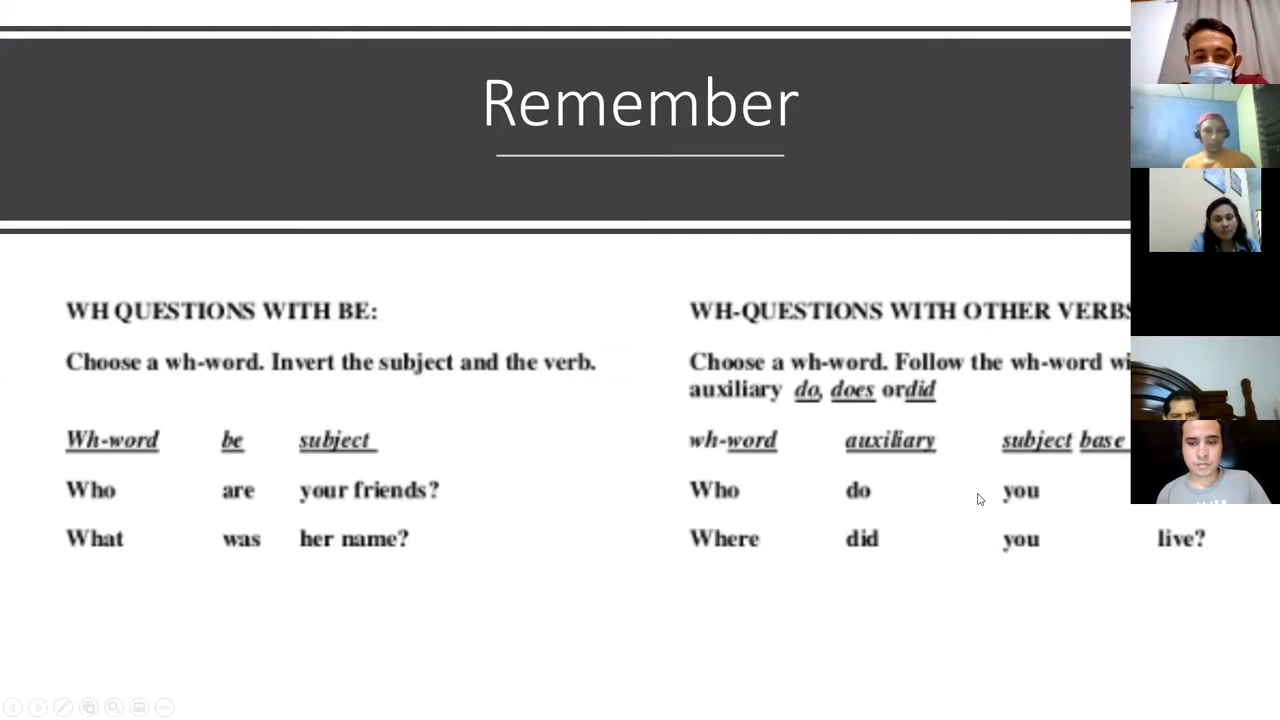 Remember
WH QUESTIONS WITH BE:
Choose a wh-word. Invert the subject and the verb.
Wh-word be subject
Who are your friends?
What was her name?
WH-QUESTIONS WITH OTHER VERBS
Choose a wh-word. Follow the wh-word
auxiliary do, does or did
wh-word auxiliary subject base
Who do you
Where did you live?